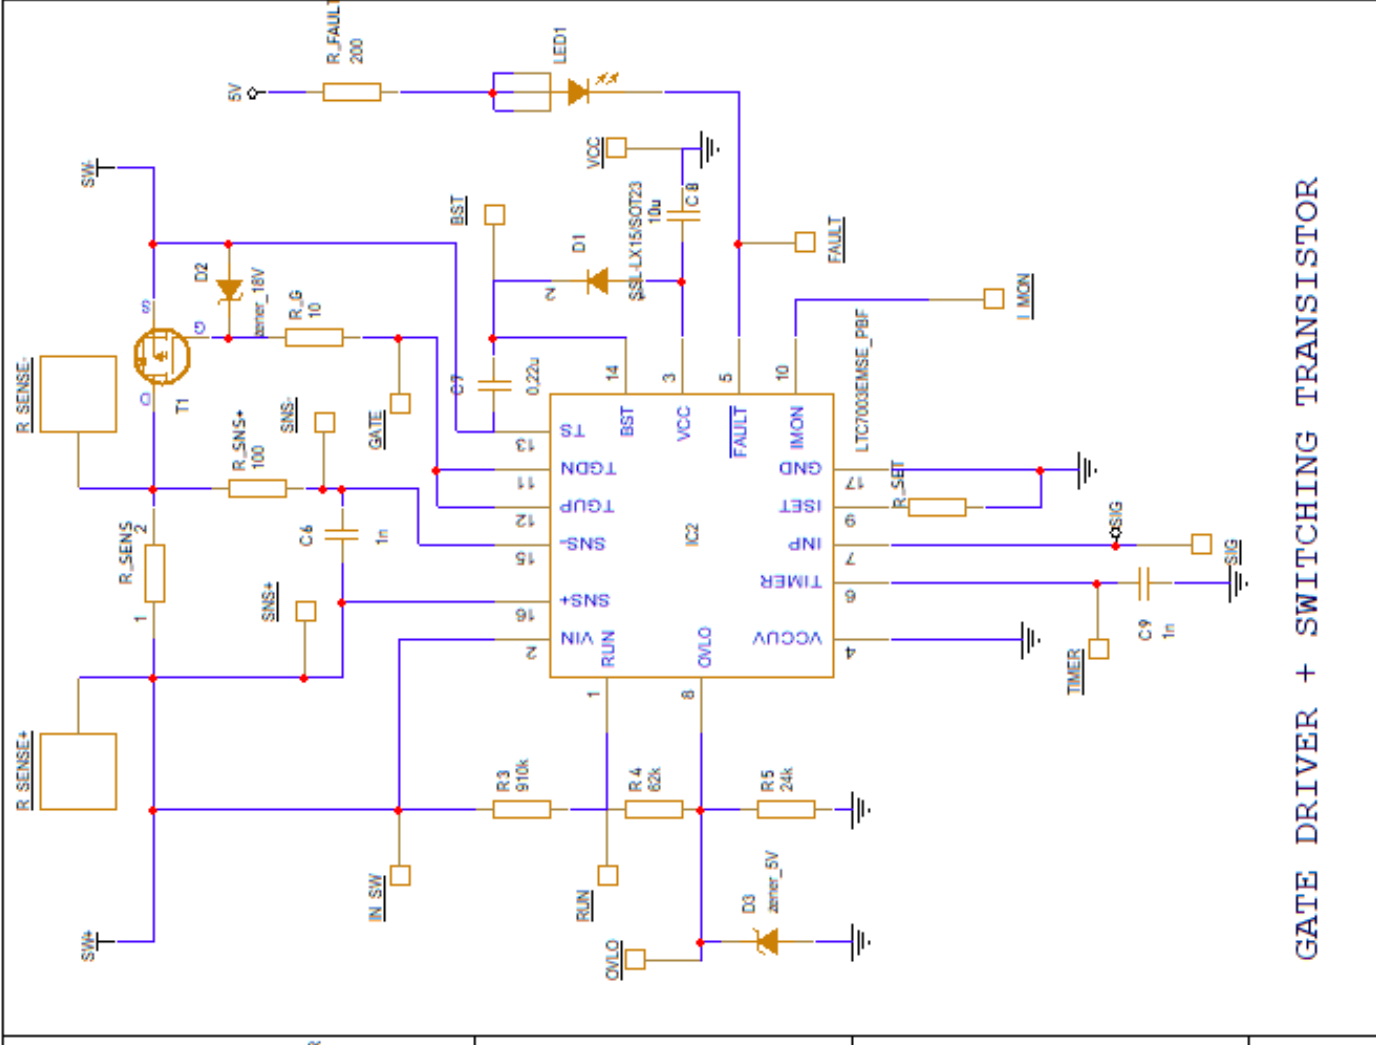 R_FAULT
200
5V
LED1
SW-
VCC
BST
D1
2
SSL-LX15/SOT23
10u
C8
FAULT
I_MON
D2
zener_18V
R_G
10
S
G
D
T1
R_SENSE-
R_SNS+
100
SNS-
GATE
C7
0,22u
14
3
5
10
LTC7003EMSE_PBF
R_SENS
1
2
C6
1n
SNS+
13
11
12
15
16
2
TS
TGDN
TGUP
SNS-
SNS+
VIN
BST
VCC
FAULT
IMON
IC2
RUN
OVLO
GND
ISET
INP
TIMER
VCCUV
17
9
7
6
4
R_SET
SIG
SIG
TIMER
C9
1n
1
8
R_SENSE+
SW+
IN_SW
R3
910k
R4
62k
R5
24k
RUN
OVLO
D3
zener_5V
GATE DRIVER + SWITCHING TRANSISTOR